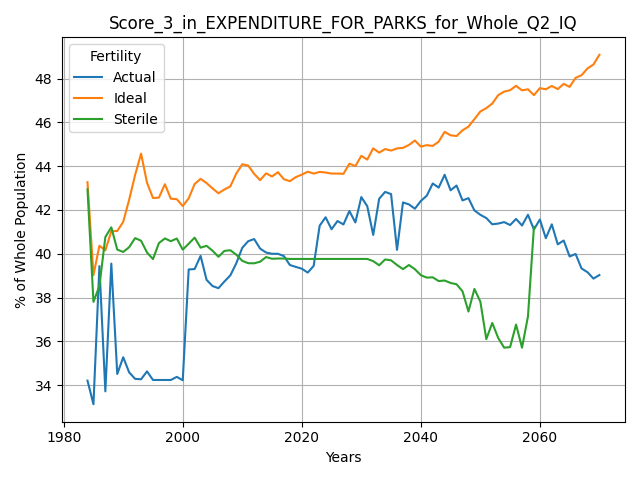 Score_3_in_EXPENDITURE_FOR_PARKS_for_Whole_Q2_IQ
Fertility
Actual
Ideal
Sterile
% of Whole Population
48
46
44
42
40
38
36
34
1980
2000
2020
2040
2060
Years